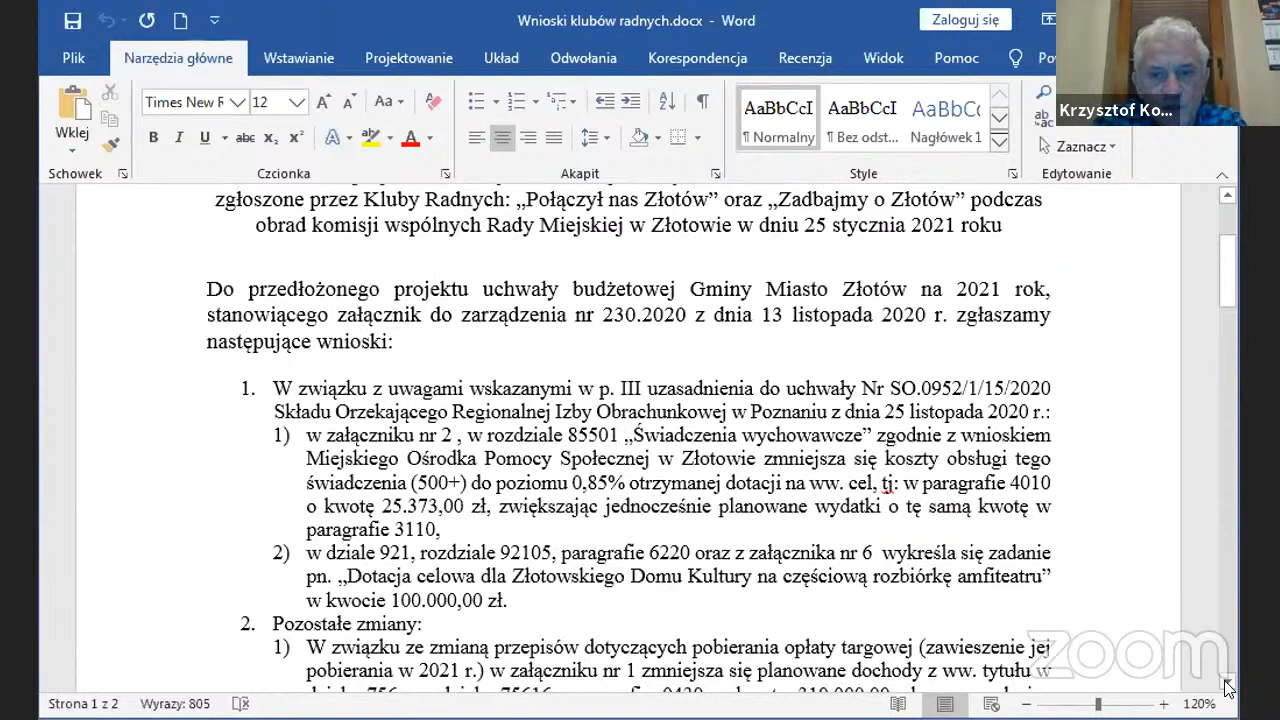 Wnioski klubów radnych.docx - Word
Zaloguj się
Plik
Narzędzia główne
Wstawianie
Projektowanie
Układ
Odwołania
Korespondencja
Recenzja
Widok
Pomoc
Krzysztof Ko...
Wklej
Times New R
12
Aa
AaBbCcI
AaBbCcI
AaBbCc
¶ Normalny
¶ Bez odst...
Nagłówek 1
Zaznacz
Schowek
Czcionka
Akapit
Style
Edytowanie
zgłoszone przez Kluby Radnych: „Połączył nas Złotów” oraz „Zadbajmy o Złotów” podczas
obrad komisji wspólnych Rady Miejskiej w Złotowie w dniu 25 stycznia 2021 roku
Do przedłożonego projektu uchwały budżetowej Gminy Miasto Złotów na 2021 rok,
stanowiącego załącznik do zarządzenia nr 230.2020 z dnia 13 listopada 2020 r. zgłaszamy
następujące wnioski:
1. W związku z uwagami wskazanymi w p. III uzasadnienia do uchwały Nr SO.0952/1/15/2020
Składu Orzekającego Regionalnej Izby Obrachunkowej w Poznaniu z dnia 25 listopada 2020 r.:
1) w załączniku nr 2 , w rozdziale 85501 „Świadczenia wychowawcze” zgodnie z wnioskiem
Miejskiego Ośrodka Pomocy Społecznej w Złotowie zmniejsza się koszty obsługi tego
świadczenia (500+) do poziomu 0,85% otrzymanej dotacji na ww. cel, tj: w paragrafie 4010
o kwotę 25.373,00 zł, zwiększając jednocześnie planowane wydatki o tę samą kwotę w
paragrafie 3110,
2) w dziale 921, rozdziale 92105, paragrafie 6220 oraz z załącznika nr 6 wykreśla się zadanie
pn. „Dotacja celowa dla Złotowskiego Domu Kultury na częściową rozbiórkę amfiteatru”
w kwocie 100.000,00 zł.
2. Pozostałe zmiany:
1) W związku ze zmianą przepisów dotyczących pobierania opłaty targowej (zawieszenie jej
pobierania w 2021 r.) w załączniku nr 1 zmniejsza się planowane dochody z ww. tytułu w
zoom
Strona 1 z 2
Wyrazy: 805
120%